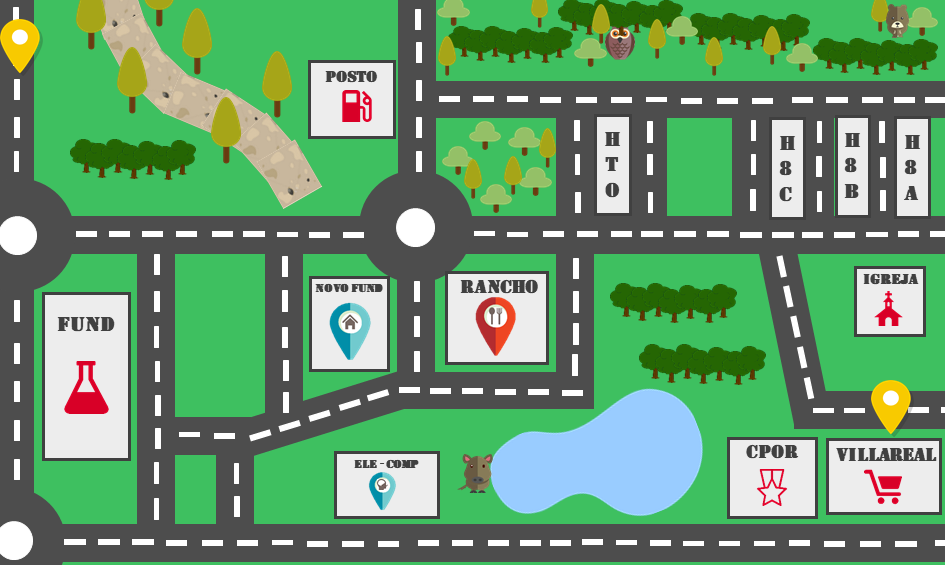 POSTO
H
T
O
H
8
C
H
8
B
H
8
A
FUND
NOVO FUND
RANCHO
IGREJA
ELE - COMP
CPOR
VILLAREAL